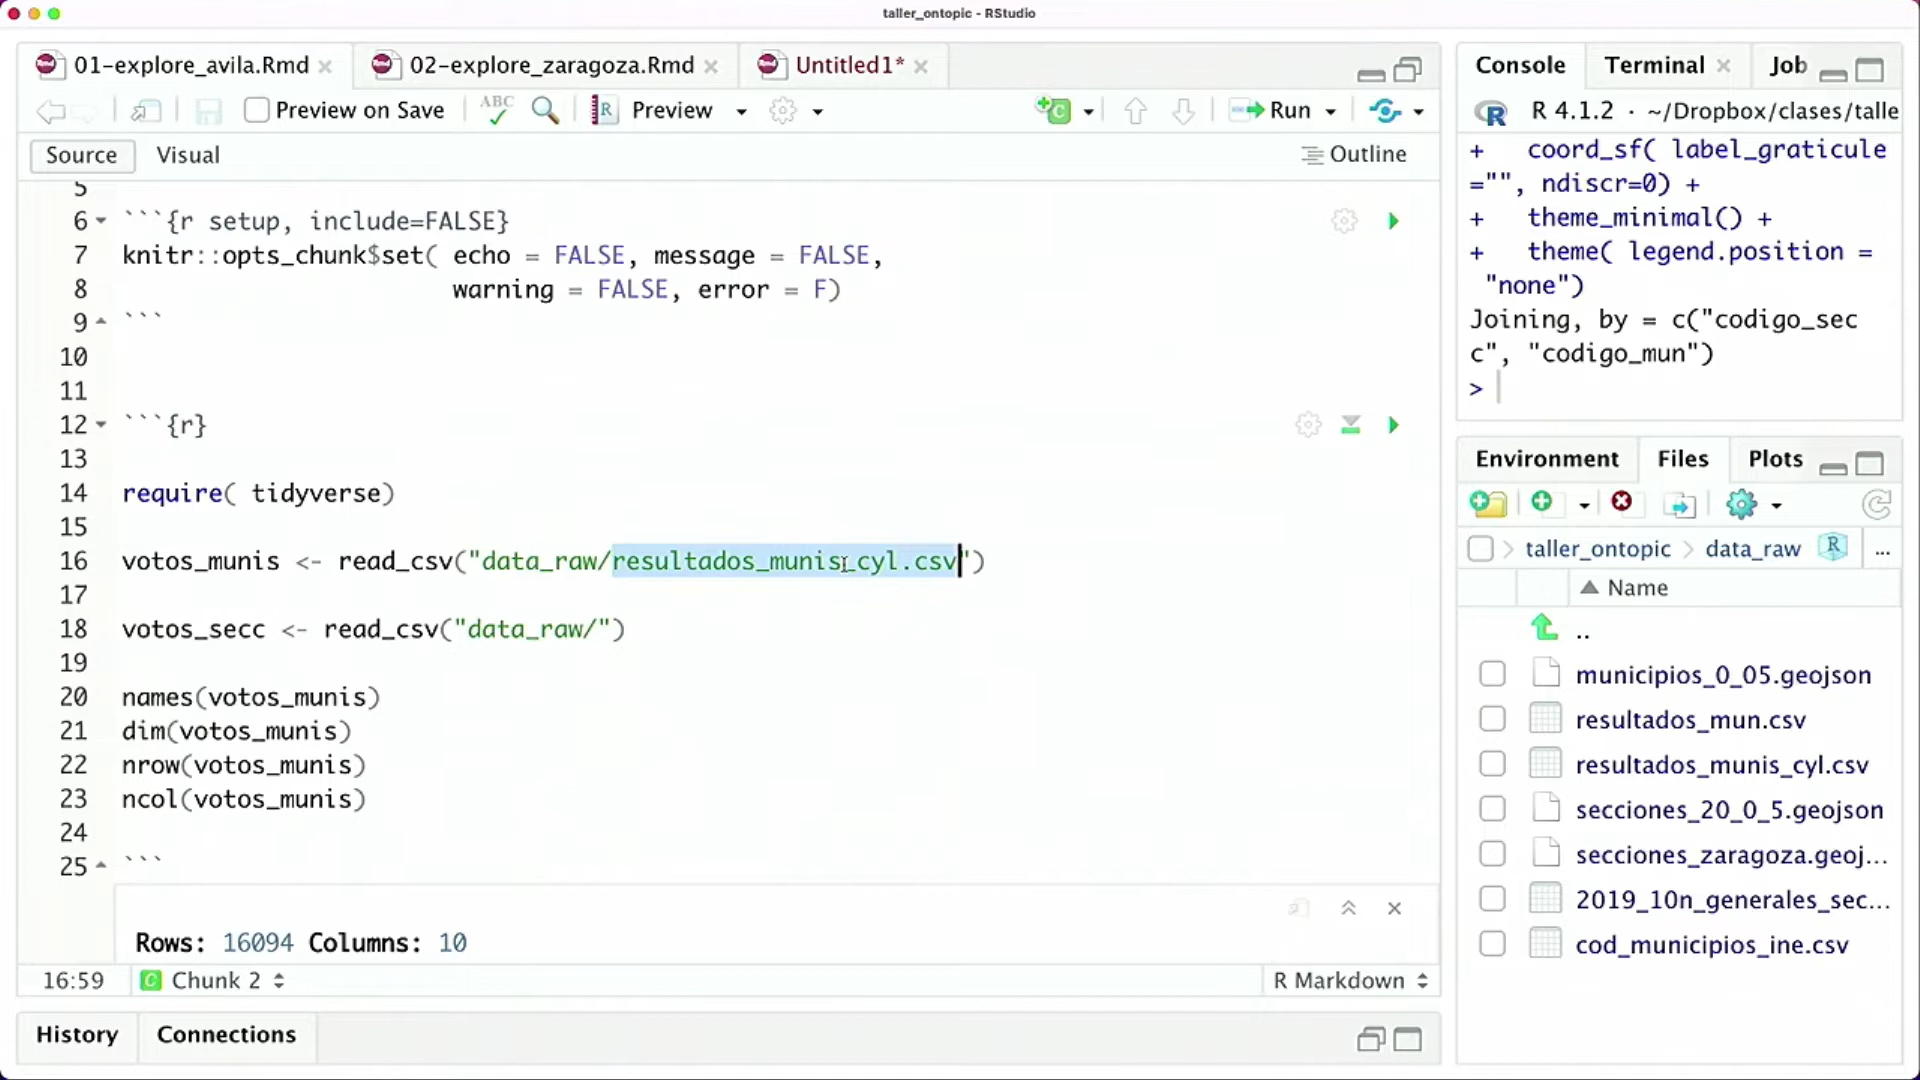 taller_ontopic - RStudio
01-explore_avila.Rmd
02-explore_zaragoza.Rmd
Untitled1*
Preview on Save
ABC
Preview
Run
Source
Visual
Outline
5
6 ```{r setup, include=FALSE}
7 knitr::opts_chunk$set( echo = FALSE, message = FALSE,
8 warning = FALSE, error = F)
9 ```
10
11
12 ```{r}
13
14 require( tidyverse)
15
16 votos_munis <- read_csv("data_raw/resultados_munis_cyl.csv")
17
18 votos_secc <- read_csv("data_raw/")
19
20 names(votos_munis)
21 dim(votos_munis)
22 nrow(votos_munis)
23 ncol(votos_munis)
24
25 ```
Rows: 16094 Columns: 10
16:59
C Chunk 2
R Markdown
History
Connections
Console
Terminal
Job
R 4.1.2 · ~/Dropbox/clases/talle
+ coord_sf( label_graticule
="", ndiscr=0) +
+ theme_minimal() +
+ theme( legend.position =
"none")
Joining, by = c("codigo_sec
c", "codigo_mun")
>
Environment
Files
Plots
taller_ontopic
data_raw
R
...
Name
..
municipios_0_05.geojson
resultados_mun.csv
resultados_munis_cyl.csv
secciones_20_0_5.geojson
secciones_zaragoza.geoj...
2019_10n_generales_sec...
cod_municipios_ine.csv